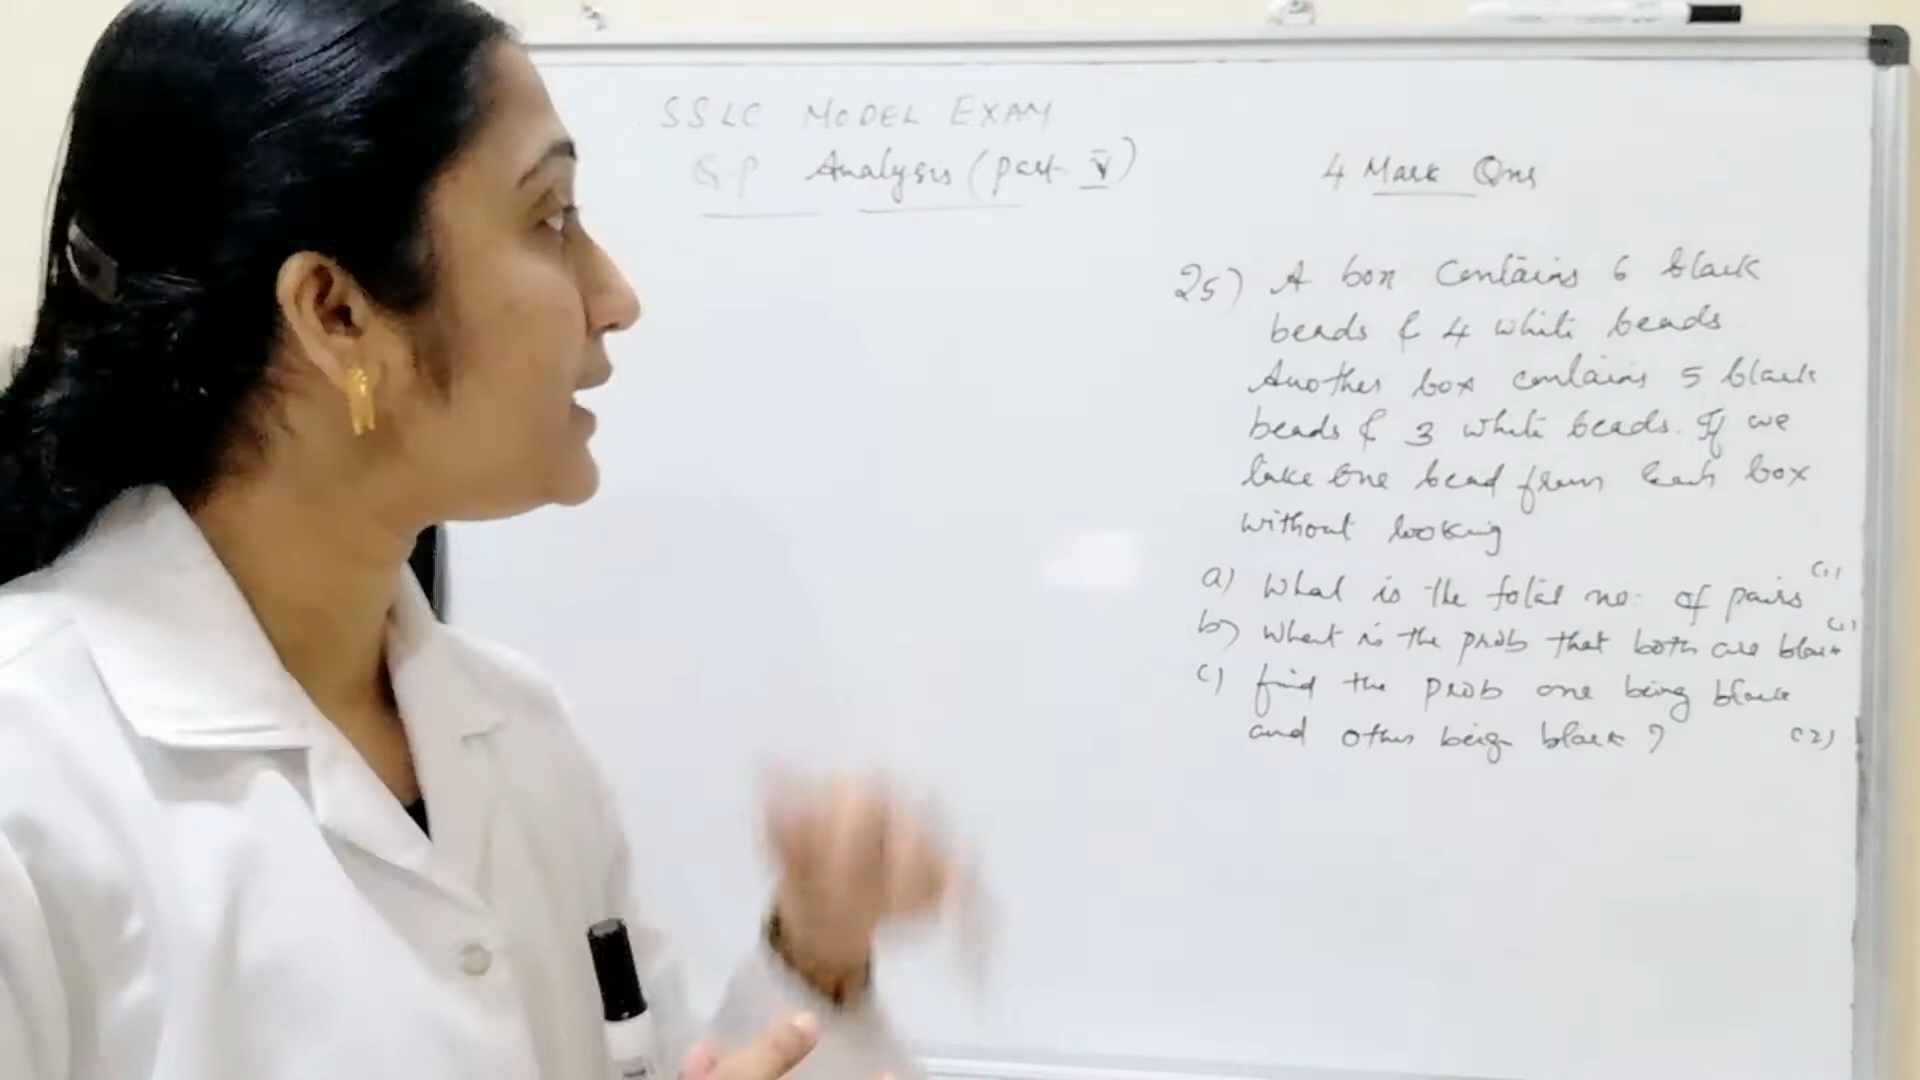 SSLC MODEL EXAM
Q.P Analysis (part V)
4 Mark Qns
25) A box contains 6 black
beads & 4 white beads
Another box contains 5 black
beads & 3 white beads. If we
take one bead from each box
without looking
a) What is the total no: of pairs (1)
b) What is the prob that both are black (1)
c) find the prob one being black
and other beign black ? (2)